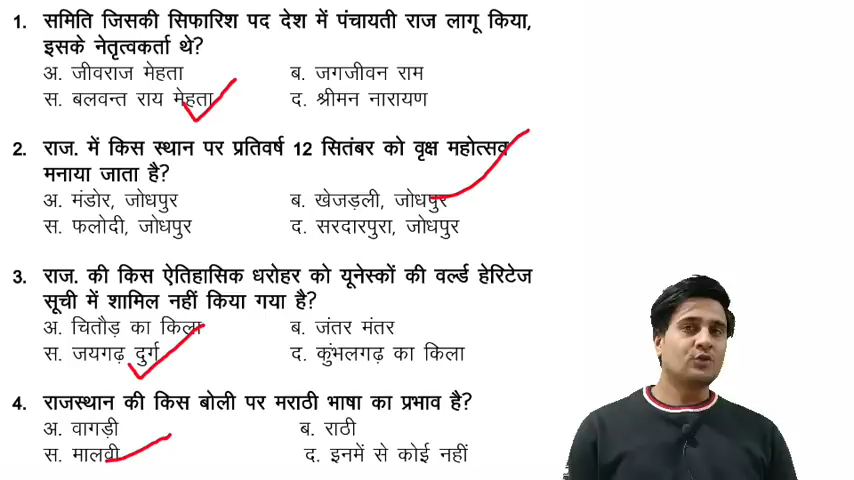 1. समिति जिसकी सिफारिश पद देश में पंचायती राज लागू किया,
इसके नेतृत्वकर्ता थे?
अ. जीवराज मेहता ब. जगजीवन राम
स. बलवन्त राय मेहता द. श्रीमन नारायण
2. राज. में किस स्थान पर प्रतिवर्ष 12 सितंबर को वृक्ष महोत्सव
मनाया जाता है?
अ. मंडोर, जोधपुर ब. खेजड़ली, जोधपुर
स. फलोदी, जोधपुर द. सरदारपुरा, जोधपुर
3. राज. की किस ऐतिहासिक धरोहर को यूनेस्कों की वर्ल्ड हेरिटेज
सूची में शामिल नहीं किया गया है?
अ. चितौड़ का किला ब. जंतर मंतर
स. जयगढ़ दुर्ग द. कुंभलगढ़ का किला
4. राजस्थान की किस बोली पर मराठी भाषा का प्रभाव है?
अ. वागड़ी ब. राठी
स. मालवी द. इनमें से कोई नहीं